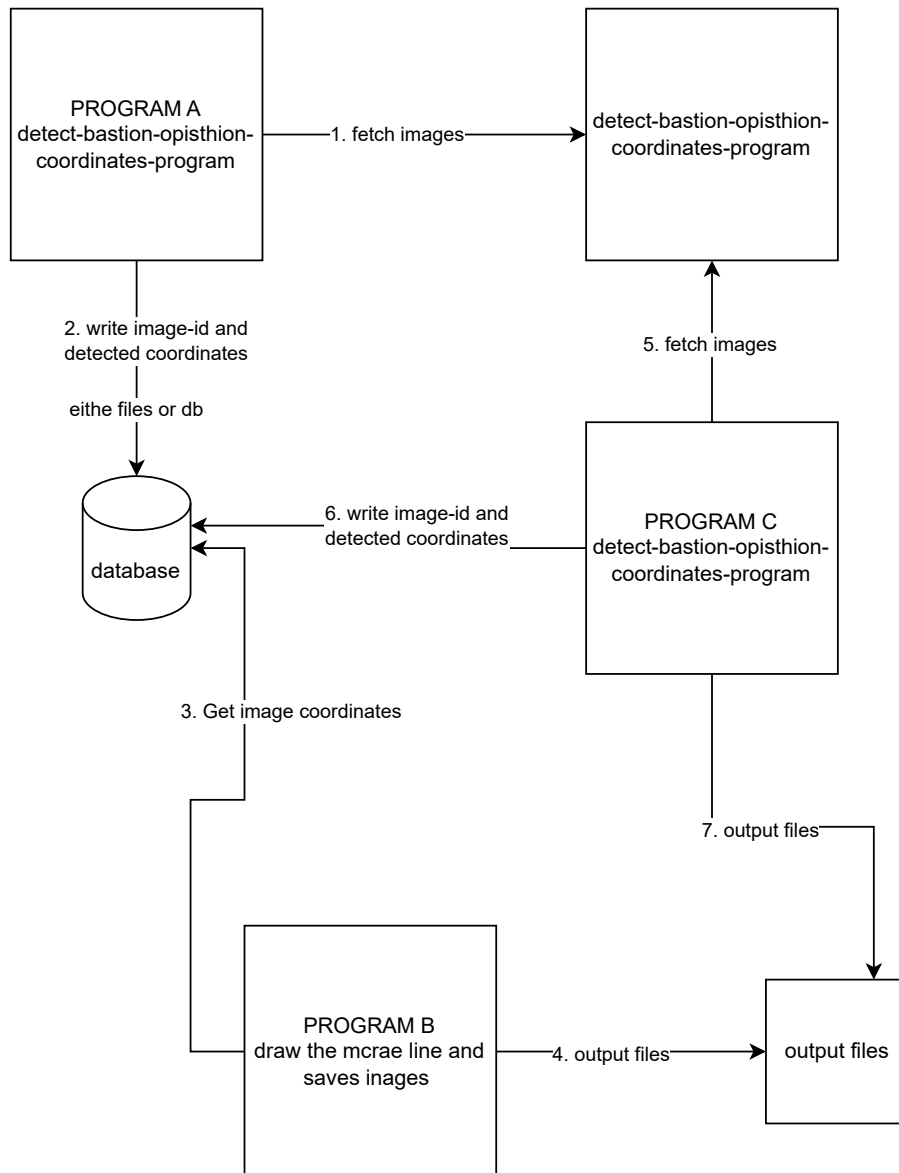 PROGRAM A
detect-bastion-opisthion-
coordinates-program
1. fetch images
detect-bastion-opisthion-
coordinates-program
2. write image-id and
detected coordinates
eithe files or db
5. fetch images
database
6. write image-id and
detected coordinates
PROGRAM C
detect-bastion-opisthion-
coordinates-program
3. Get image coordinates
7. output files
PROGRAM B
draw the mcrae line and
saves inages
4. output files
output files